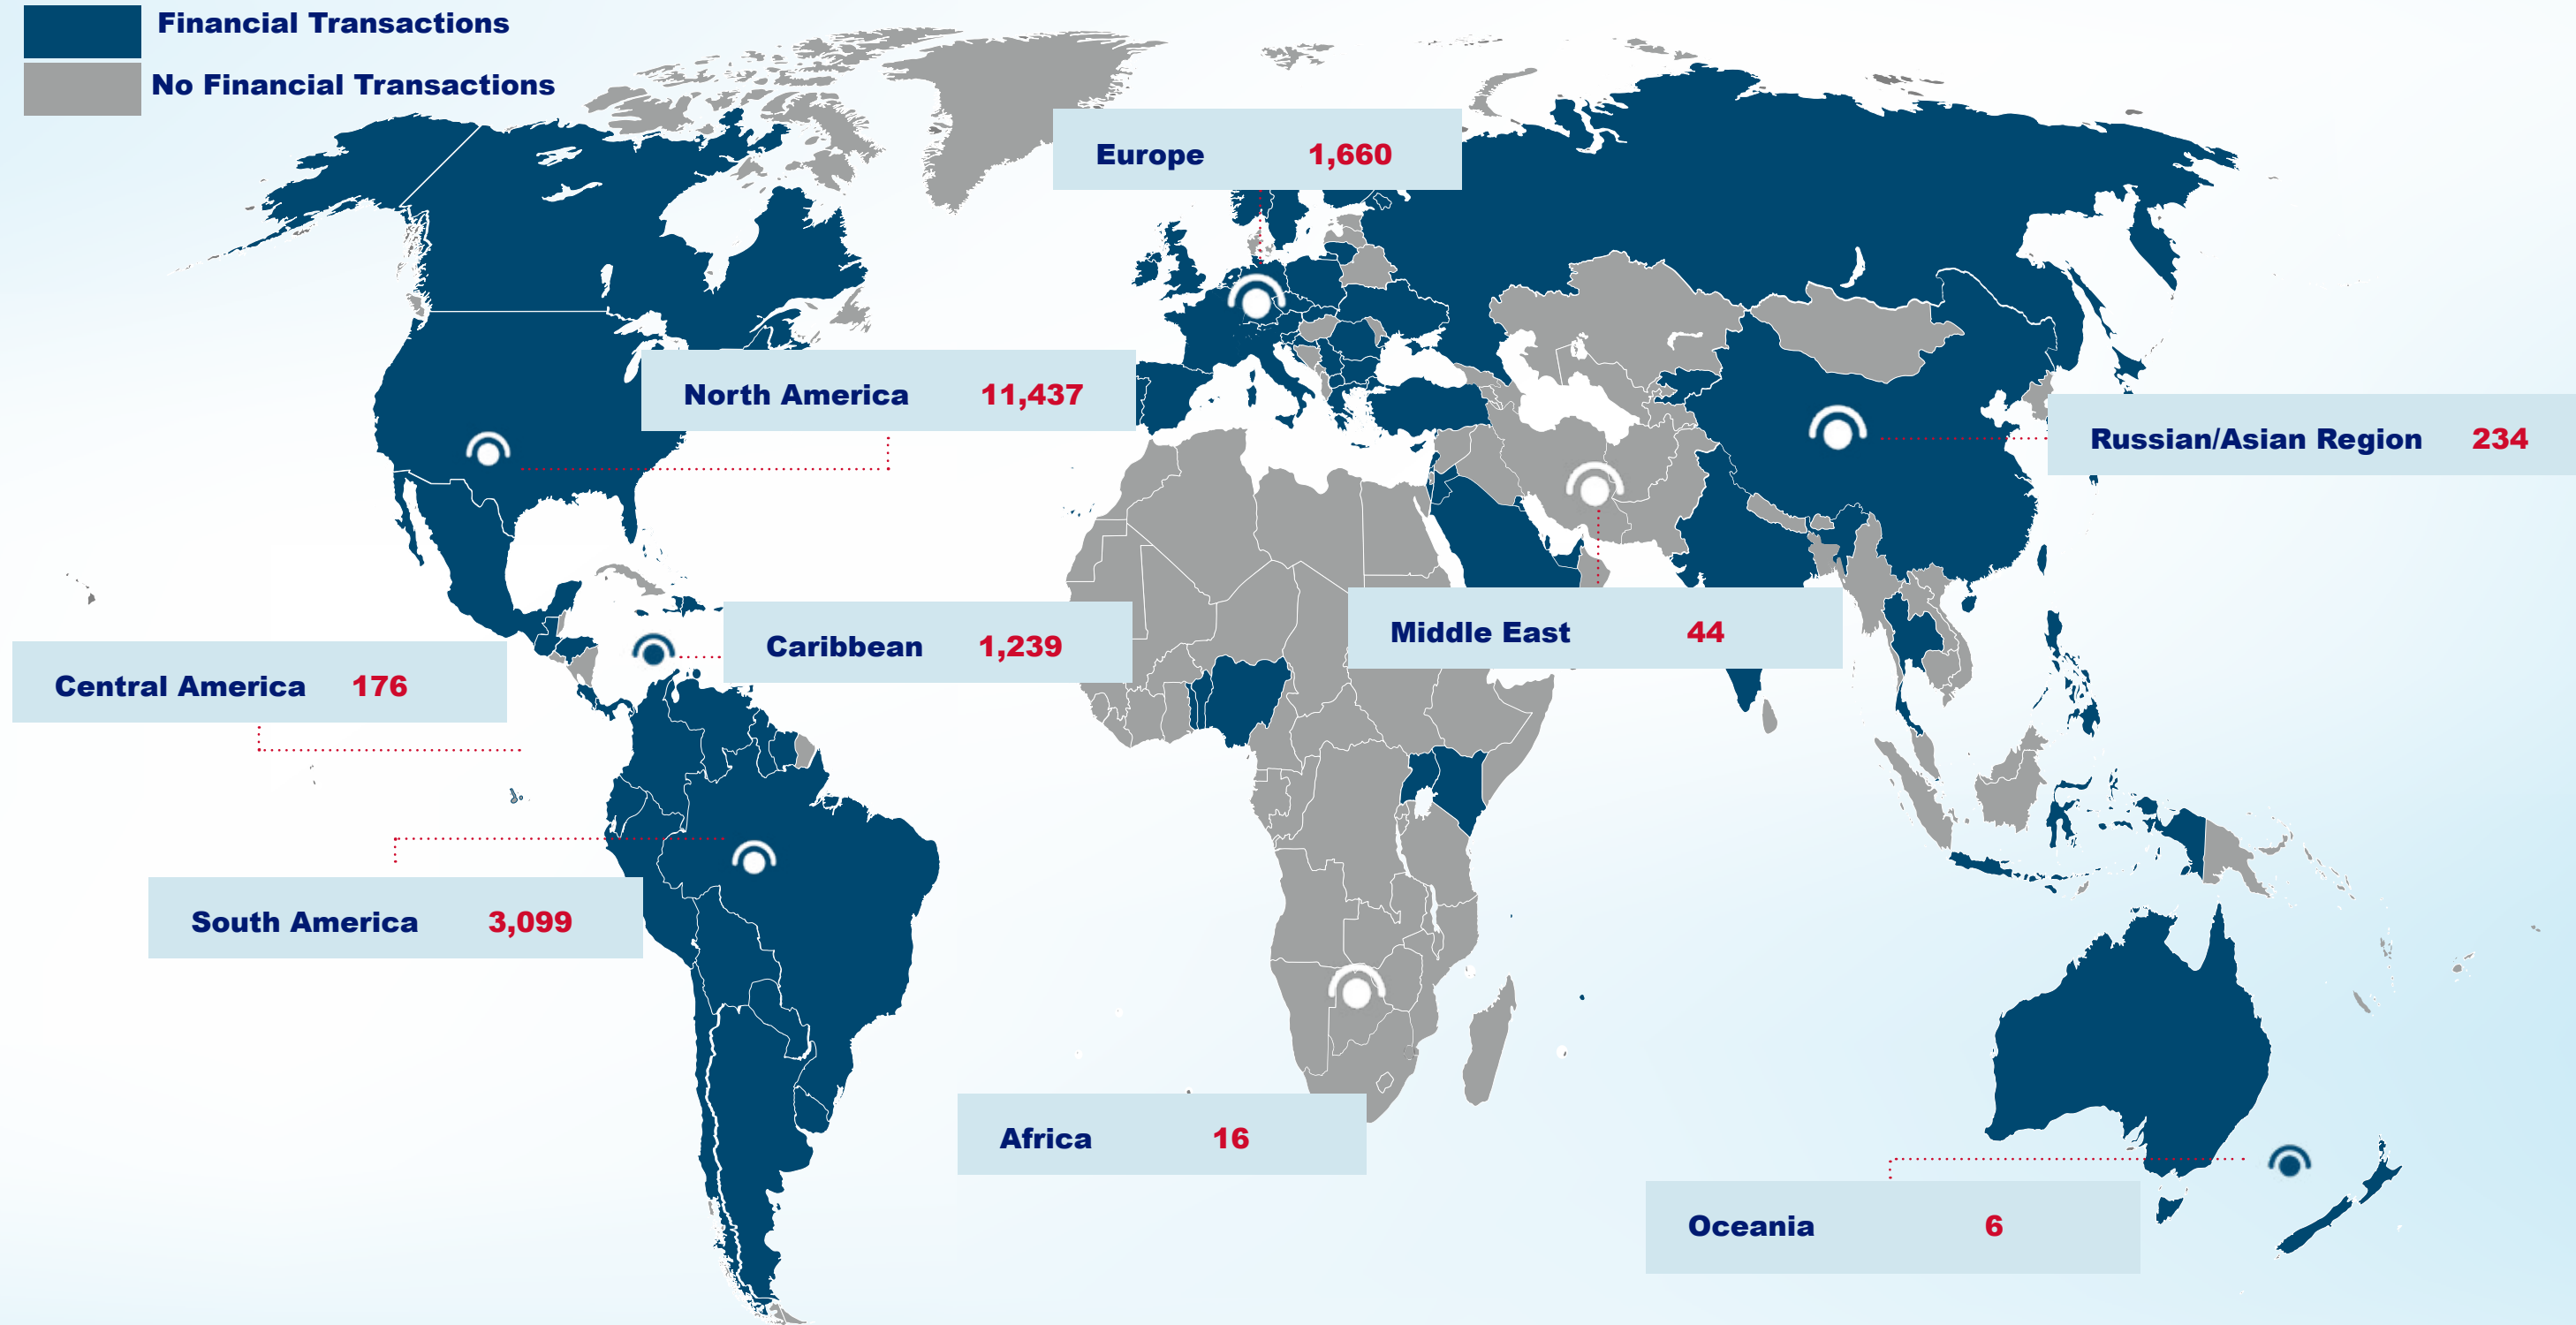 Financial Transactions
No Financial Transactions
Europe 1,660
North America 11,437
Russian/Asian Region 234
Caribbean 1,239
Middle East 44
Central America 176
South America 3,099
Africa 16
Oceania 6